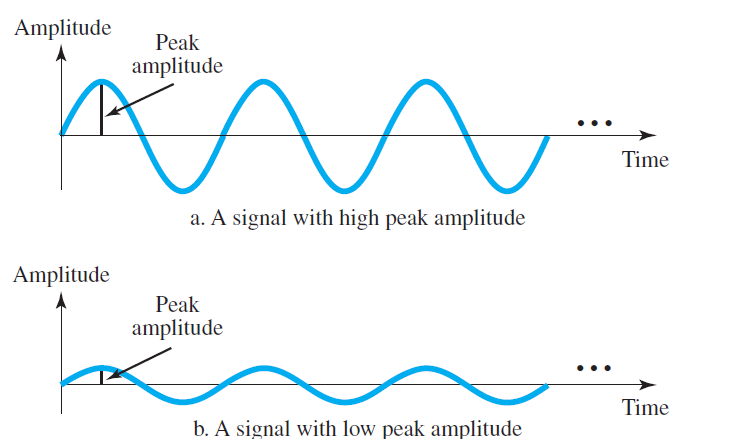 Amplitude
Peak
amplitude
Time
a. A signal with high peak amplitude
Amplitude
Peak
amplitude
Time
b. A signal with low peak amplitude